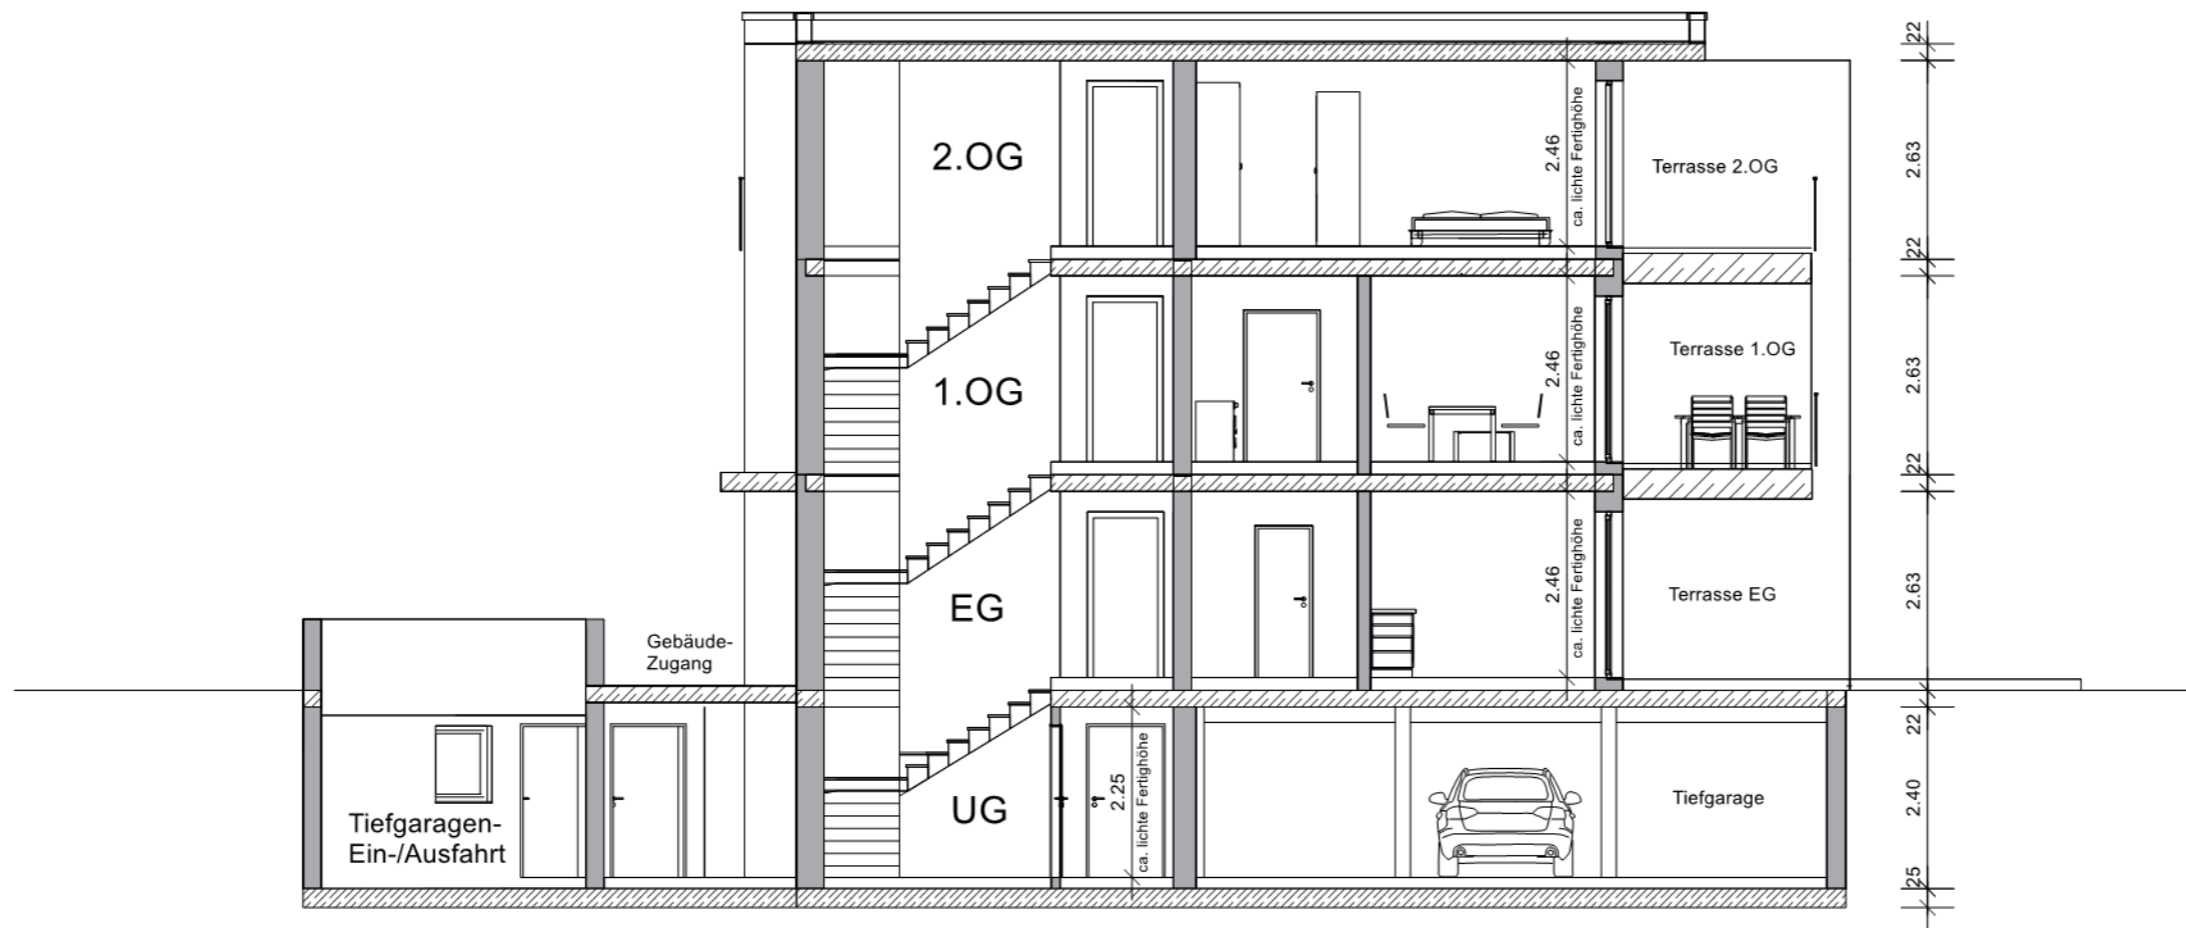 22
2.OG
2.46
ca. lichte Fertighöhe
Terrasse 2.OG
2.63
22
1.OG
2.46
ca. lichte Fertighöhe
Terrasse 1.OG
2.63
22
EG
2.46
ca. lichte Fertighöhe
Terrasse EG
2.63
Gebäude-
Zugang
22
Tiefgaragen-
Ein-/Ausfahrt
UG
2.25
ca. lichte Fertighöhe
Tiefgarage
2.40
25